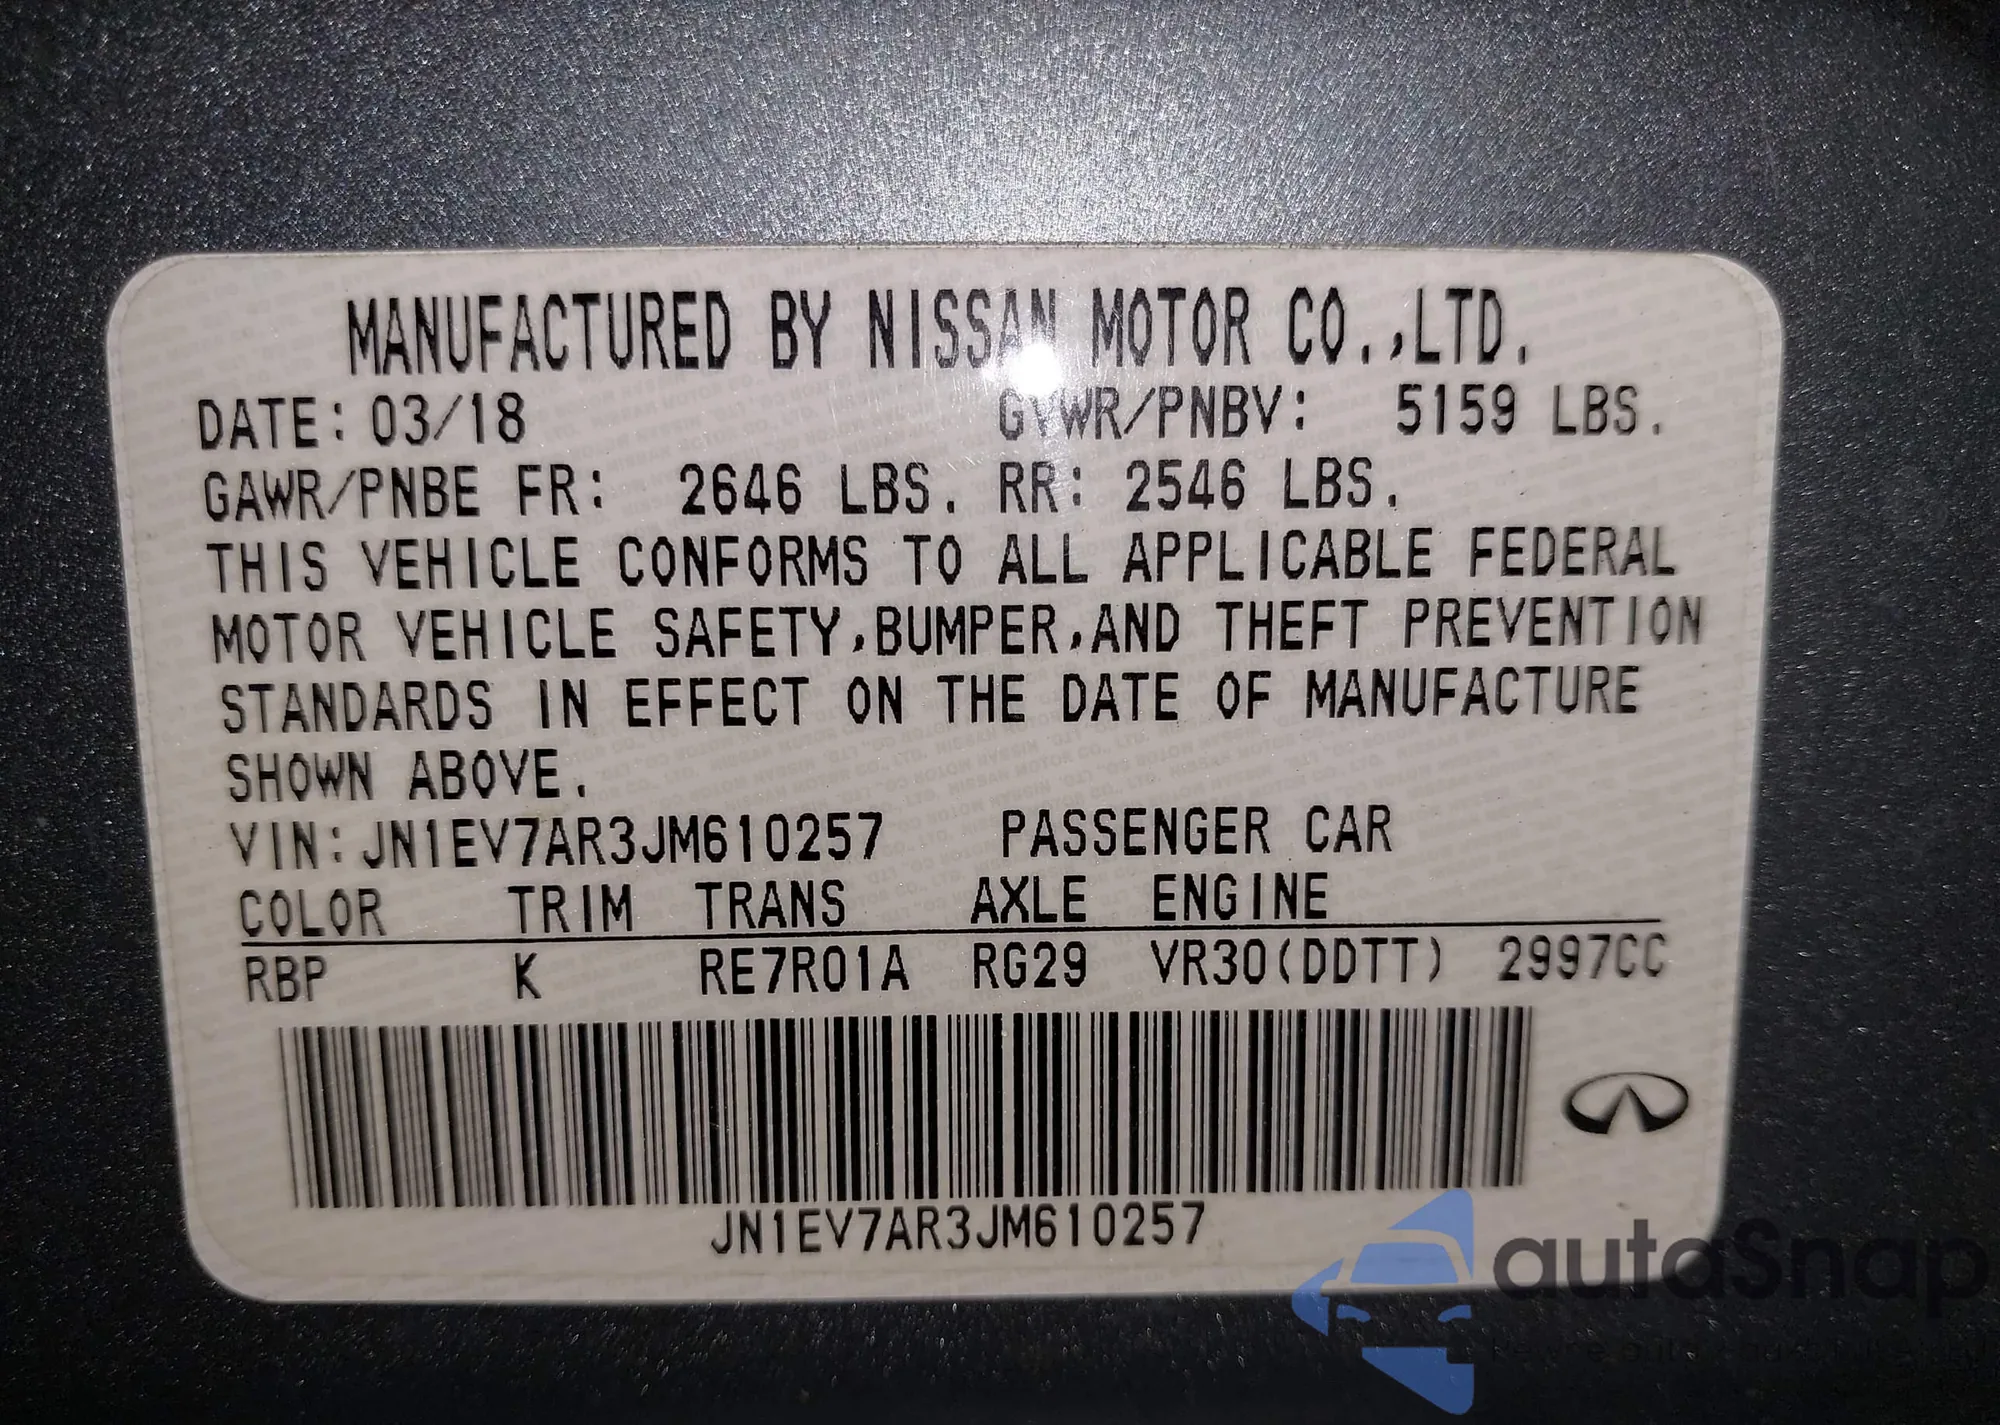 MANUFACTURED BY NISSAN MOTOR CO.,LTD.
DATE: 03/18 GVWR/PNBV: 5159 LBS.
GAWR/PNBE FR: 2646 LBS. RR: 2546 LBS.
THIS VEHICLE CONFORMS TO ALL APPLICABLE FEDERAL
MOTOR VEHICLE SAFETY,BUMPER,AND THEFT PREVENTION
STANDARDS IN EFFECT ON THE DATE OF MANUFACTURE
SHOWN ABOVE.
VIN:JN1EV7AR3JM610257 PASSENGER CAR
COLOR TRIM TRANS AXLE ENGINE
RBP K RE7R01A RG29 VR30(DDTT) 2997CC
JN1EV7AR3JM610257
autaSnap